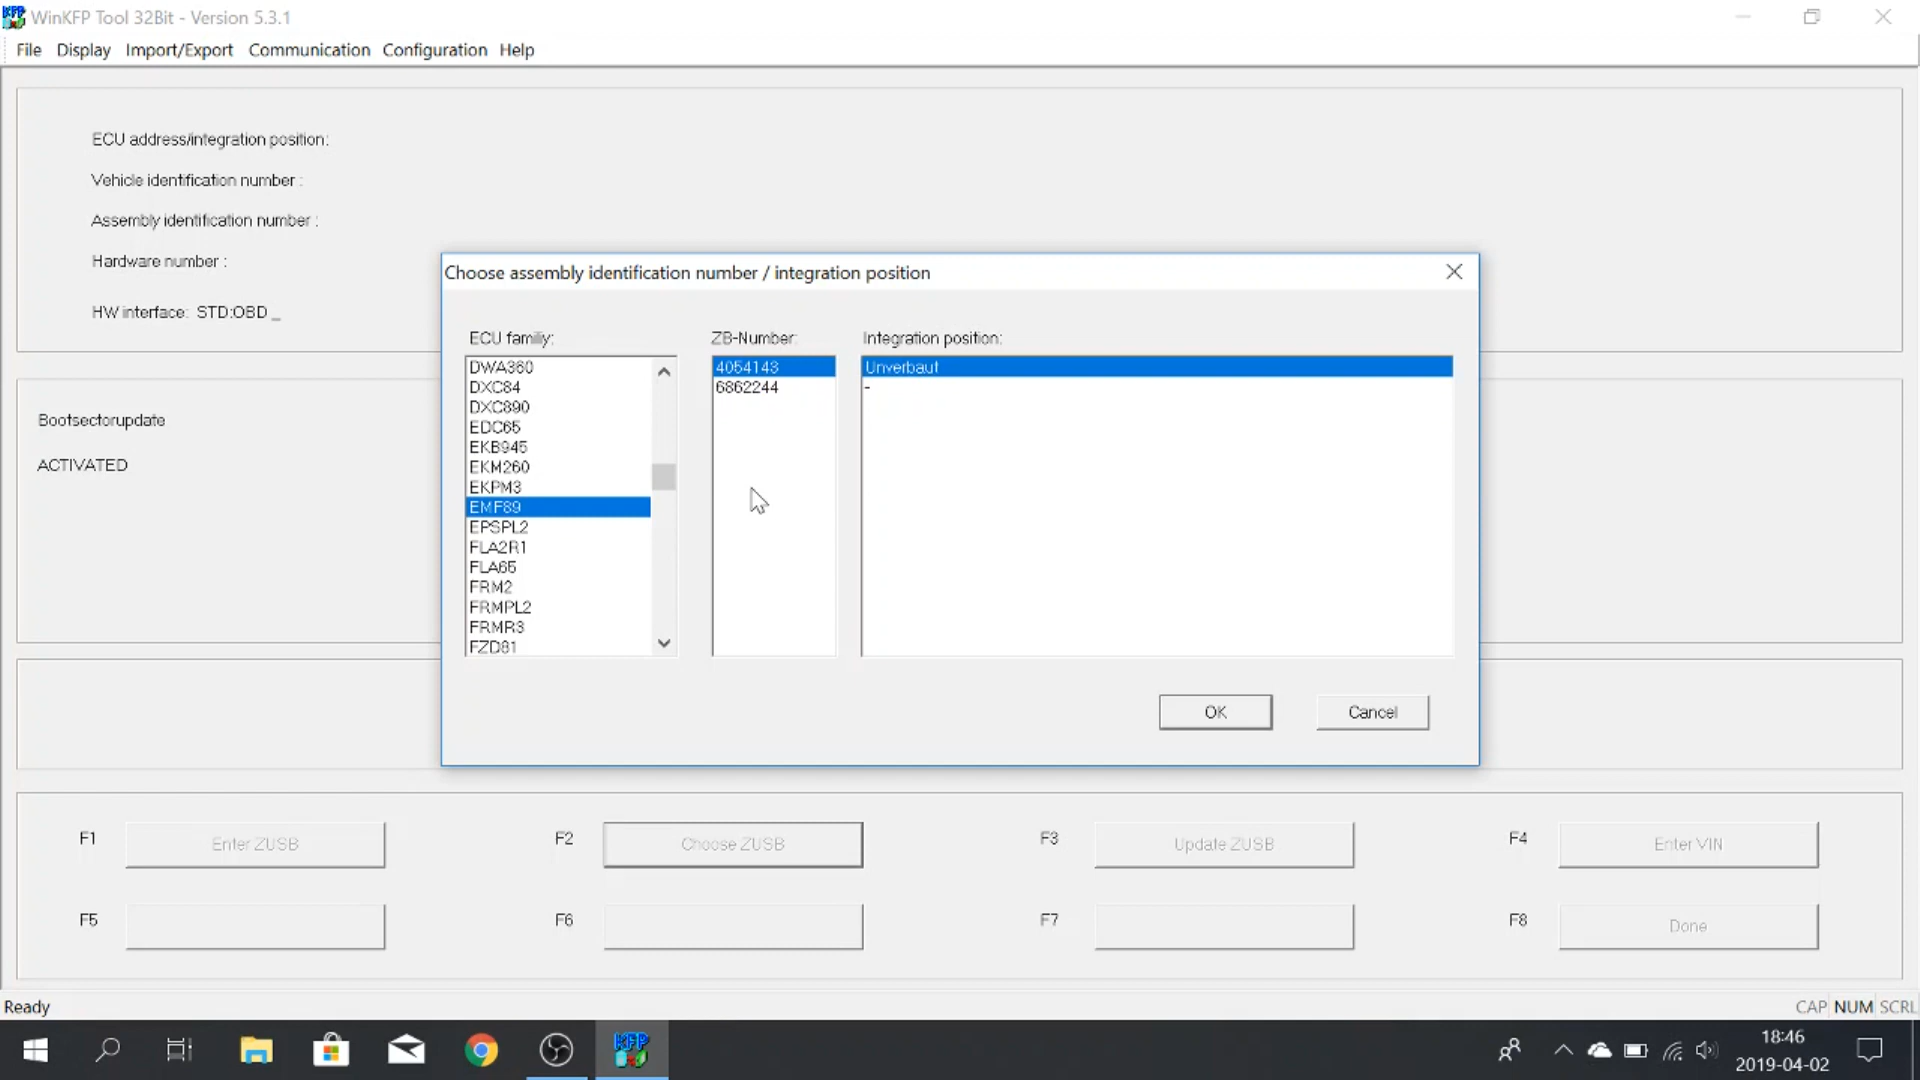 WinKFP Tool 32Bit - Version 5.3.1
File Display Import/Export Communication Configuration Help
ECU address/integration position:
Vehicle identification number :
Assembly identification number :
Hardware number :
HW interface: STD:OBD _
Bootsectorupdate
ACTIVATED
Choose assembly identification number / integration position
ECU familiy:
DWA360
DXC84
DXC890
EDC65
EKB945
EKM260
EKPM3
EMF89
EPSPL2
FLA2R1
FLA65
FRM2
FRMPL2
FRMR3
FZD81
ZB-Number:
4054143
6862244
Integration position:
Unverbaut
-
OK Cancel
F1 Enter ZUSB F2 Choose ZUSB F3 Update ZUSB F4 Enter VIN
F5 F6 F7 F8 Done
Ready CAP NUM SCRL
KFP
18:46
2019-04-02